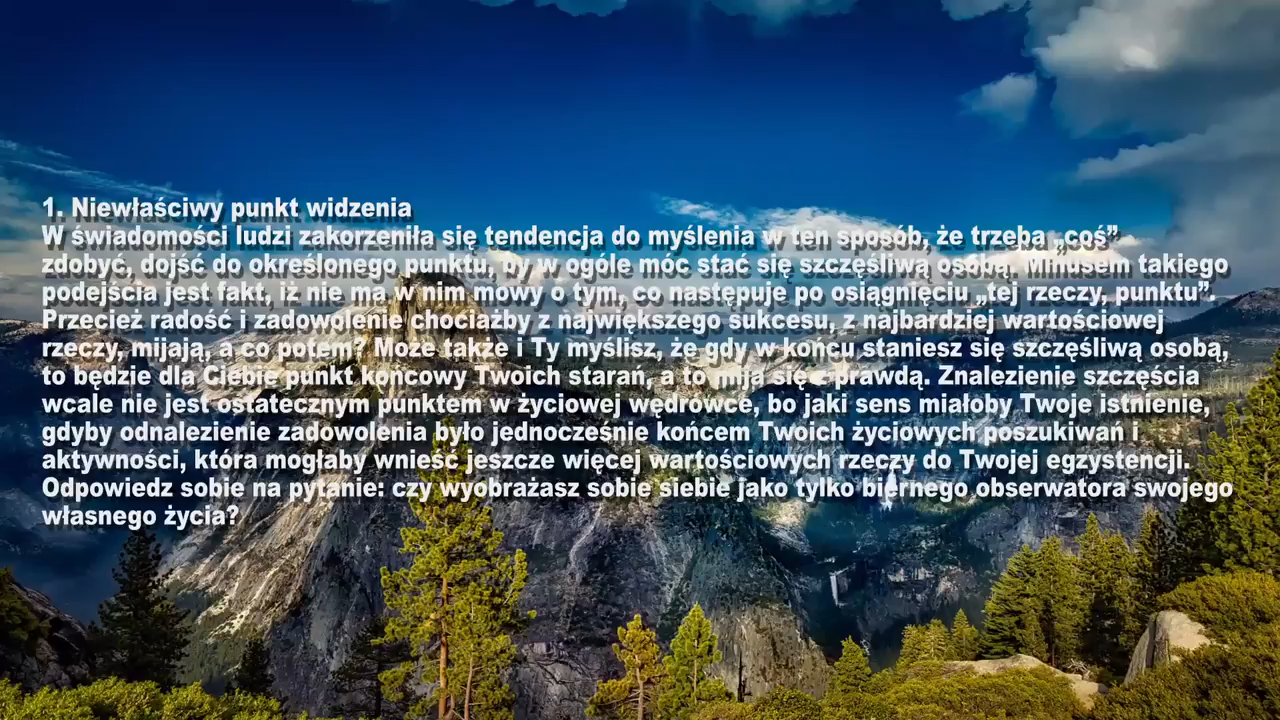 1. Niewłaściwy punkt widzenia
W świadomości ludzi zakorzeniła się tendencja do myślenia w ten sposób, że trzeba „coś”
zdobyć, dojść do określonego punktu, by w ogóle móc stać się szczęśliwą osobą. Minusem takiego
podejścia jest fakt, iż nie ma w nim mowy o tym, co następuje po osiągnięciu „tej rzeczy, punktu”.
Przecież radość i zadowolenie chociażby z największego sukcesu, z najbardziej wartościowej
rzeczy, mijają, a co potem? Może także i Ty myślisz, że gdy w końcu staniesz się szczęśliwą osobą,
to będzie dla Ciebie punkt końcowy Twoich starań, a to mija się z prawdą. Znalezienie szczęścia
wcale nie jest ostatecznym punktem w życiowej wędrówce, bo jaki sens miałoby Twoje istnienie,
gdyby odnalezienie zadowolenia było jednocześnie końcem Twoich życiowych poszukiwań i
aktywności, która mogłaby wnieść jeszcze więcej wartościowych rzeczy do Twojej egzystencji.
Odpowiedz sobie na pytanie: czy wyobrażasz sobie siebie jako tylko biernego obserwatora swojego
własnego życia?